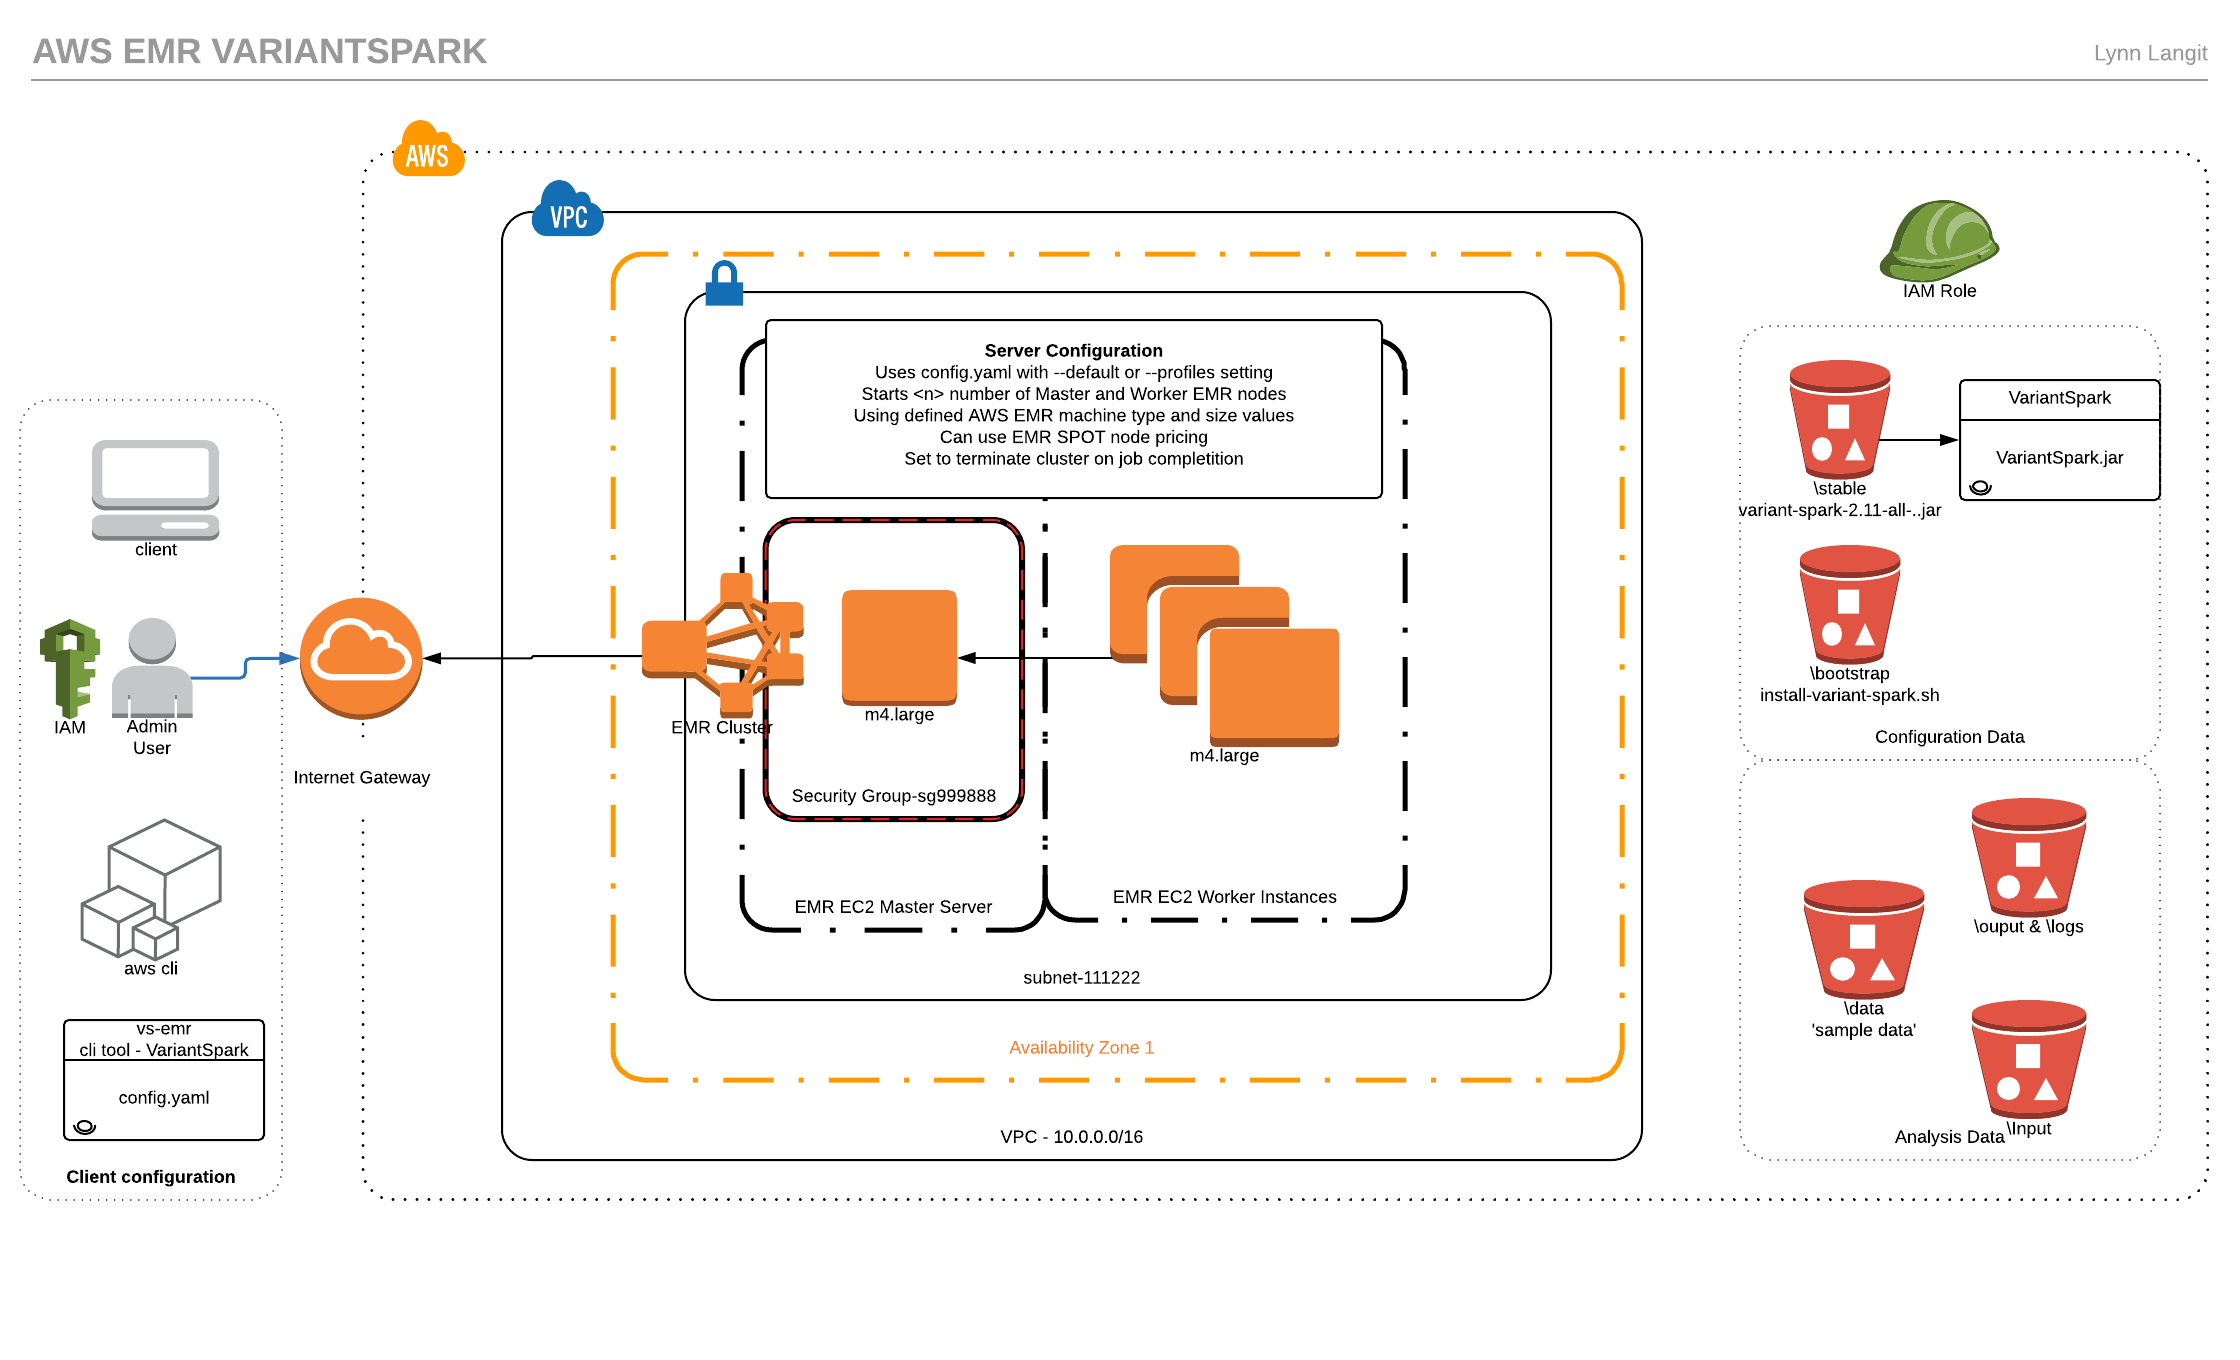 AWS EMR VARIANTSPARK
Lynn Langit
AWS
VPC
IAM Role
Server Configuration
Uses config.yaml with --default or --profiles setting
Starts <n> number of Master and Worker EMR nodes
Using defined AWS EMR machine type and size values
Can use EMR SPOT node pricing
Set to terminate cluster on job completition
client
IAM
Admin
User
Internet Gateway
aws cli
vs-emr
cli tool - VariantSpark
config.yaml
Client configuration
EMR Cluster
m4.large
Security Group-sg999888
EMR EC2 Master Server
m4.large
EMR EC2 Worker Instances
subnet-111222
Availability Zone 1
VPC - 10.0.0.0/16
\stable
variant-spark-2.11-all-..jar
VariantSpark
VariantSpark.jar
\bootstrap
install-variant-spark.sh
Configuration Data
\ouput & \logs
\data
'sample data'
\Input
Analysis Data